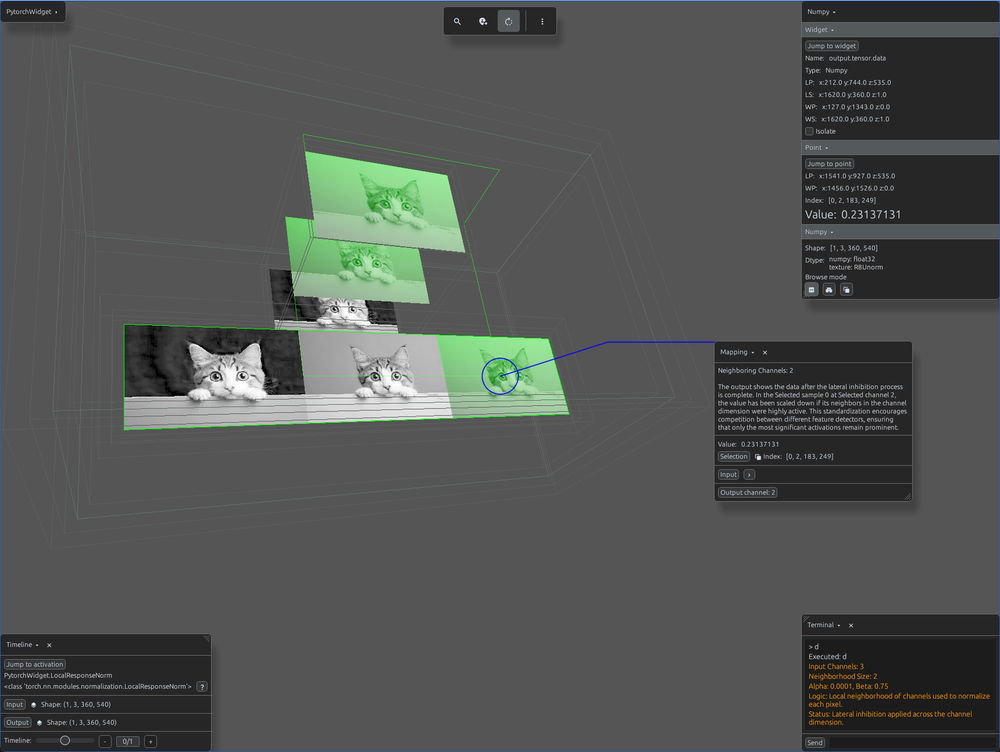 PytorchWidget
Numpy
Widget
Jump to widget
Name: output.tensor.data
Type: Numpy
LP: x:212.0 y:744.0 z:535.0
LS: x:1620.0 y:360.0 z:1.0
WP: x:127.0 y:1343.0 z:0.0
WS: x:1620.0 y:360.0 z:1.0
Isolate
Point
Jump to point
LP: x:1541.0 y:927.0 z:535.0
WP: x:1456.0 y:1526.0 z:0.0
Index: [0, 2, 183, 249]
Value: 0.23137131
Numpy
Shape: [1, 3, 360, 540]
Dtype: numpy: float32
texture: R8Unorm
Browse mode
Mapping
Neighboring Channels: 2
The output shows the data after the lateral inhibition process
is complete. In the Selected sample 0 at Selected channel 2,
the value has been scaled down if its neighbors in the channel
dimension were highly active. This standardization encourages
competition between different feature detectors, ensuring
that only the most significant activations remain prominent.
Value: 0.23137131
Selection Index: [0, 2, 183, 249]
Input ›
Output channel: 2
Timeline
Jump to activation
PytorchWidget.LocalResponseNorm
<class 'torch.nn.modules.normalization.LocalResponseNorm'> ?
Input Shape: (1, 3, 360, 540)
Output Shape: (1, 3, 360, 540)
Timeline: - 0/1 +
Terminal
> d
Executed: d
Input Channels: 3
Neighborhood Size: 2
Alpha: 0.0001, Beta: 0.75
Logic: Local neighborhood of channels used to normalize
each pixel.
Status: Lateral inhibition applied across the channel
dimension.
Send